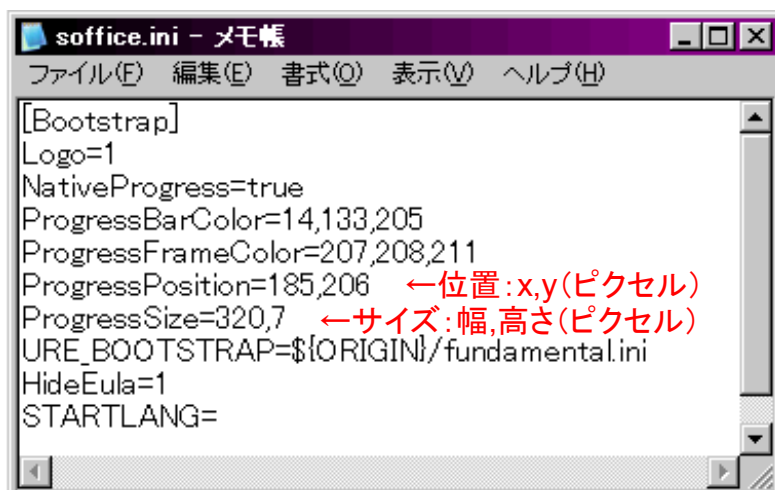 soffice.ini - メモ帳
ファイル(F) 編集(E) 書式(O) 表示(V) ヘルプ(H)
[Bootstrap]
Logo=1
NativeProgress=true
ProgressBarColor=14,133,205
ProgressFrameColor=207,208,211
ProgressPosition=185,206 ←位置:x,y(ピクセル)
ProgressSize=320,7 ←サイズ:幅,高さ(ピクセル)
URE_BOOTSTRAP=${ORIGIN}/fundamental.ini
HideEula=1
STARTLANG=